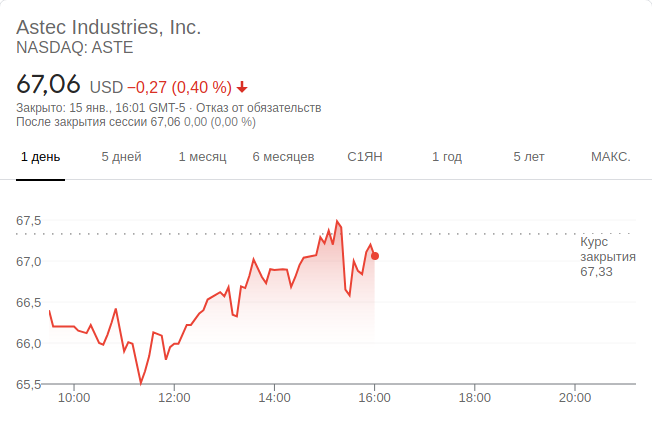 Astec Industries, Inc.
NASDAQ: ASTE
67,06 USD −0,27 (0,40 %)
Закрыто: 15 янв., 16:01 GMT-5 · Отказ от обязательств
После закрытия сессии 67,06 0,00 (0,00 %)
1 день 5 дней 1 месяц 6 месяцев С1ЯН 1 год 5 лет МАКС.
67,5
67,0
66,5
66,0
65,5
Курс
закрытия
67,33
10:00 12:00 14:00 16:00 18:00 20:00